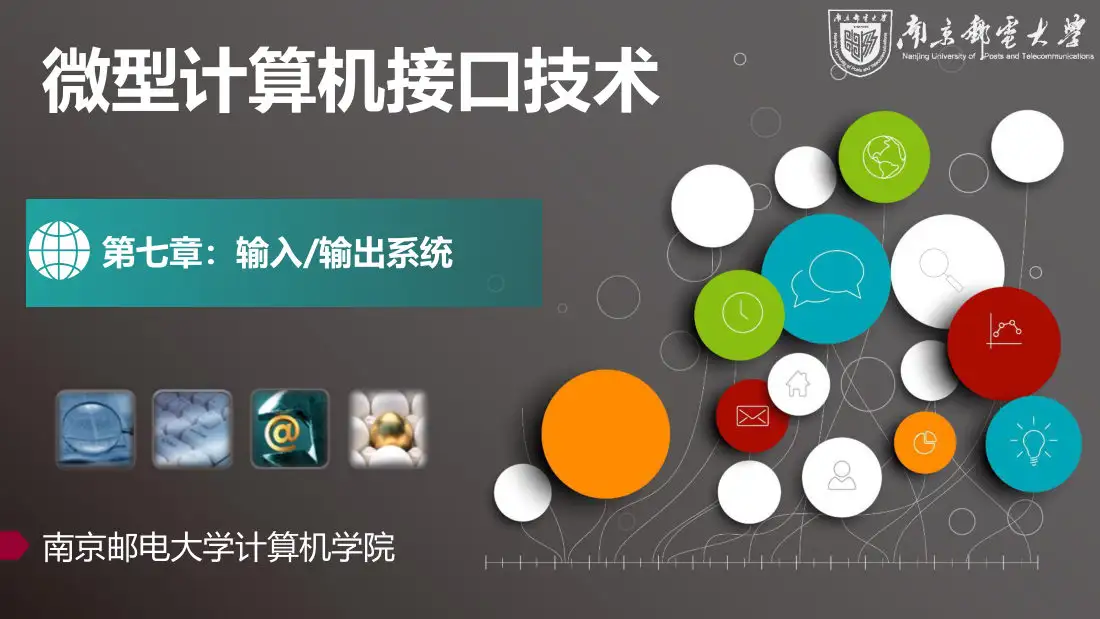 微型计算机接口技术
南京邮电大学
Nanjing University of Posts and Telecommunications
第七章：输入/输出系统
@
南京邮电大学计算机学院